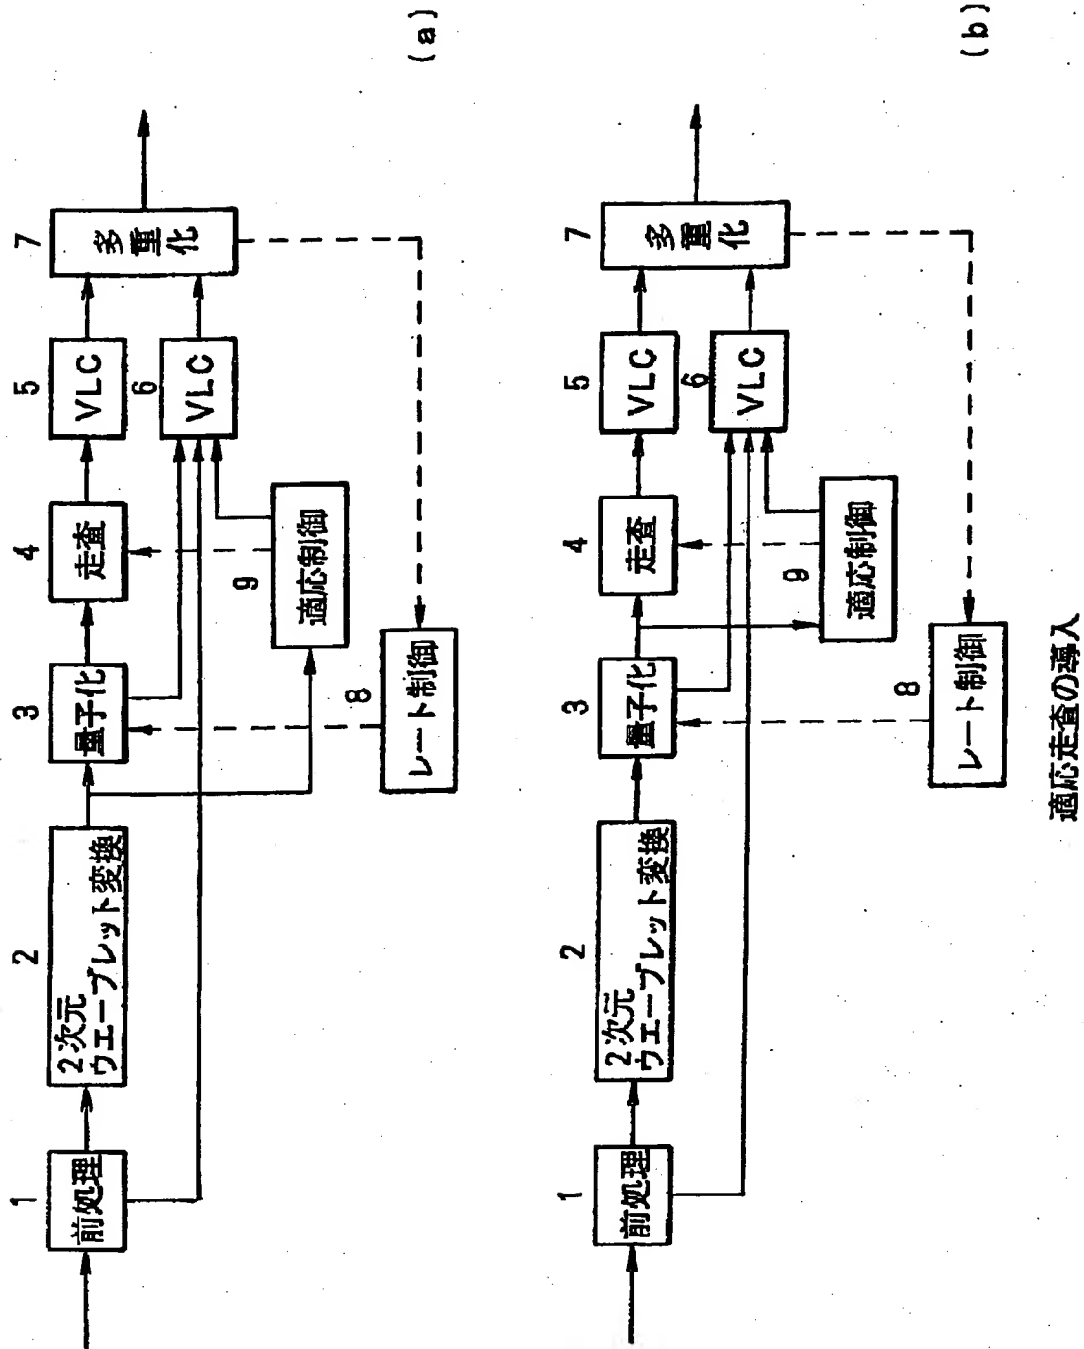 1
前処理
2
2次元
ウエーブレット変換
3
量子化
4
走査
5
VLC
6
VLC
7
多重化
8
レート制御
9
適応制御
(a)
1
前処理
2
2次元
ウエーブレット変換
3
量子化
4
走査
5
VLC
6
VLC
7
多重化
8
レート制御
9
適応制御
(b)
適応走査の導入